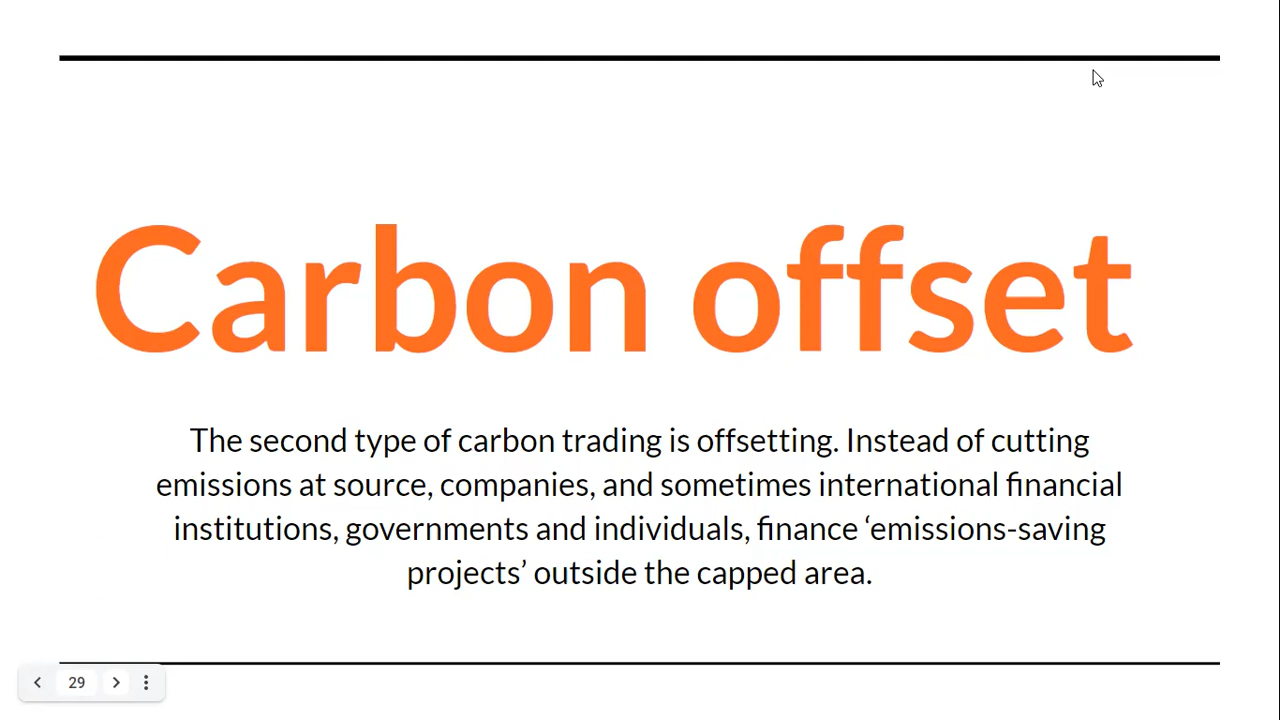 Carbon offset
The second type of carbon trading is offsetting. Instead of cutting
emissions at source, companies, and sometimes international financial
institutions, governments and individuals, finance ‘emissions-saving
projects’ outside the capped area.
29